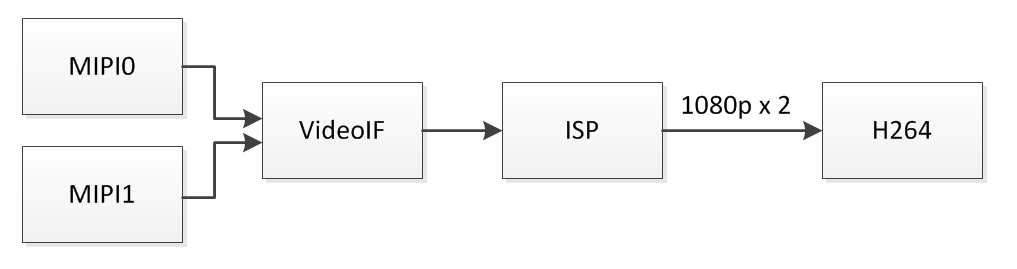 MIPI0
MIPI1
VideoIF
ISP
1080p x 2
H264